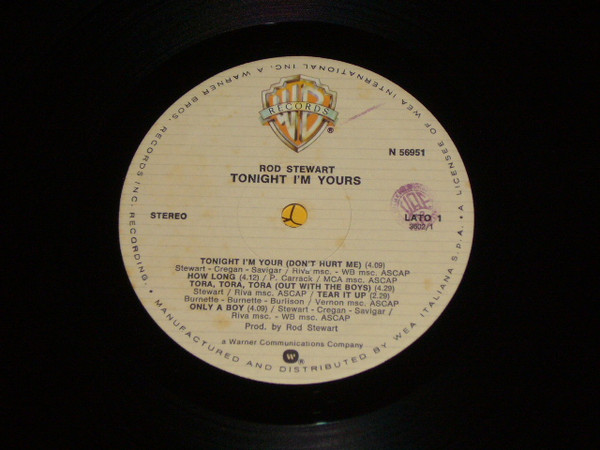 WB
RECORDS
®
N 56951
ROD STEWART
TONIGHT I'M YOURS
STEREO
LATO 1
3602/1
TONIGHT I'M YOUR (DON'T HURT ME) (4.09)
Stewart - Cregan - Savigar / Riva msc. - WB msc. ASCAP
HOW LONG (4.12) / P. Carrack / MCA msc. ASCAP
TORA, TORA, TORA (OUT WITH THE BOYS) (4.29)
Stewart / Riva msc. ASCAP / TEAR IT UP (2.29)
Burnette - Burnette - Burlison / Vernon msc. ASCAP
ONLY A BOY (4.09) / Stewart - Cregan - Savigar /
Riva msc. - WB msc. ASCAP
Prod. by Rod Stewart
a Warner Communications Company
W®
• MANUFACTURED AND DISTRIBUTED BY WEA ITALIANA S.P.A. • A LICENSEE OF WEA INTERNATIONAL INC. A WARNER BROS. RECORDS INC. RECORDING.